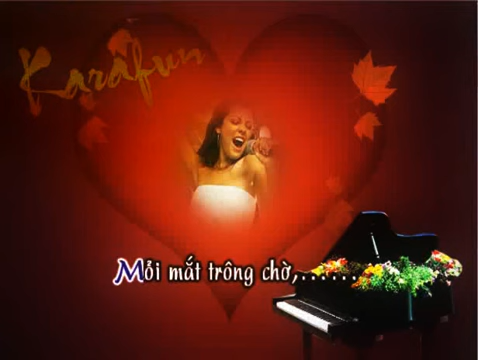 Karafun
Mỏi mắt trông chờ,........